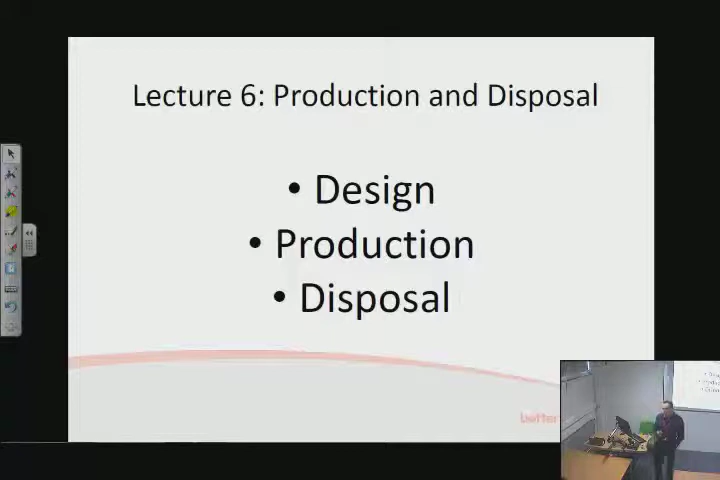 Lecture 6: Production and Disposal
• Design
• Production
• Disposal